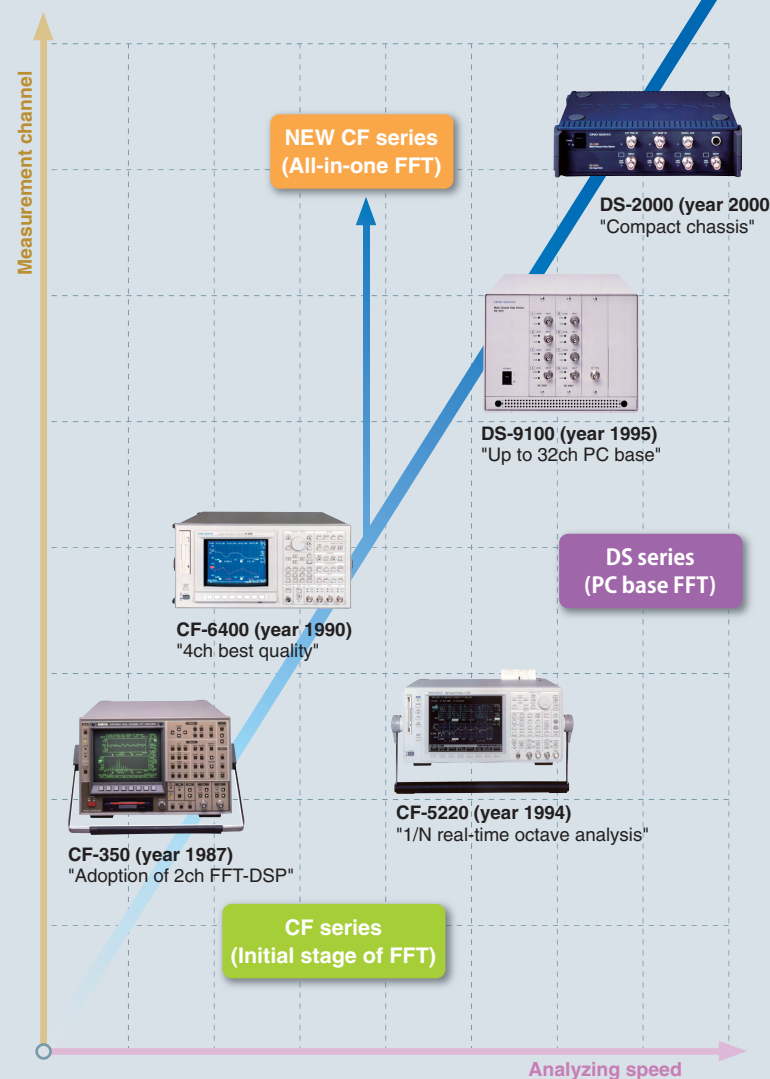 Measurement channel
NEW CF series
(All-in-one FFT)
DS-2000 (year 2000
"Compact chassis"
DS-9100 (year 1995)
"Up to 32ch PC base"
DS series
(PC base FFT)
CF-6400 (year 1990)
"4ch best quality"
CF-5220 (year 1994)
"1/N real-time octave analysis"
CF-350 (year 1987)
"Adoption of 2ch FFT-DSP"
CF series
(Initial stage of FFT)
Analyzing speed